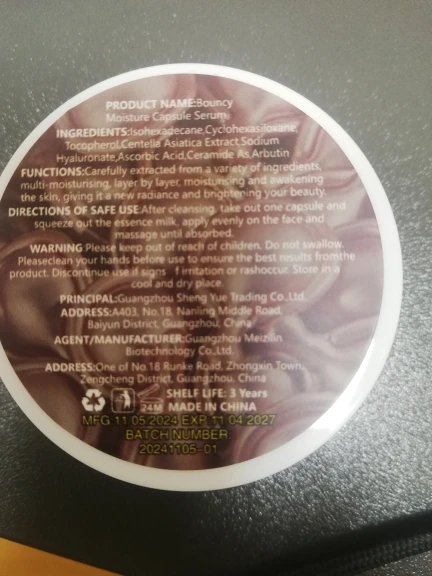 PRODUCT NAME:Bouncy
Moisture Capsule Serum
INGREDIENTS:Isohexadecane,Cyclohexasiloxane,
Tocopherol,Centella Asiatica Extract,Sodium
Hyaluronate,Ascorbic Acid,Ceramide As,Arbutin
FUNCTIONS:Carefully extracted from a variety of ingredients,
multi-moisturising, layer by layer, moisturising and awakening
the skin, giving it a new radiance and brightening your beauty.
DIRECTIONS OF SAFE USE:After cleansing, take out one capsule and
squeeze out the essence milk, apply evenly on the face and
massage until absorbed.
WARNING Please keep out of reach of children. Do not swallow.
Pleaseclean your hands before use to ensure the best results fromthe
product. Discontinue use if signs f irritation or rashoccur. Store in a
cool and dry place.
PRINCIPAL:Guangzhou Sheng Yue Trading Co.,Ltd.
ADDRESS:A403, No.18, Nanling Middle Road,
Baiyun District, Guangzhou, China
AGENT/MANUFACTURER:Guangzhou Meizilin
Biotechnology Co.,Ltd.
ADDRESS:One of No.18 Runke Road, Zhongxin Town,
Zengcheng District, Guangzhou, China
SHELF LIFE: 3 Years
24M MADE IN CHINA
MFG:11 05 2024 EXP:11 04 2027
BATCH NUMBER:
20241105-01